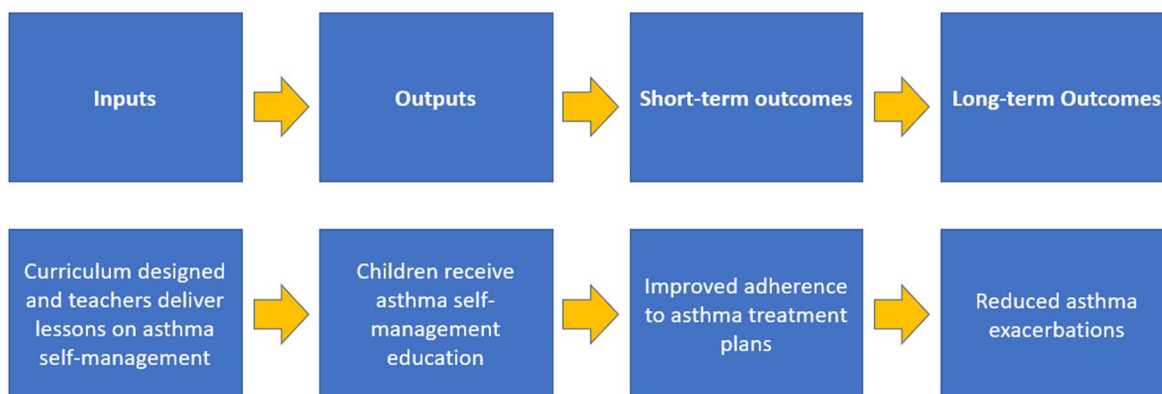 Inputs
Outputs
Short-term outcomes
Long-term Outcomes
Curriculum designed
and teachers deliver
lessons on asthma
self-management
Children receive
asthma self-
management
education
Improved adherence
to asthma treatment
plans
Reduced asthma
exacerbations